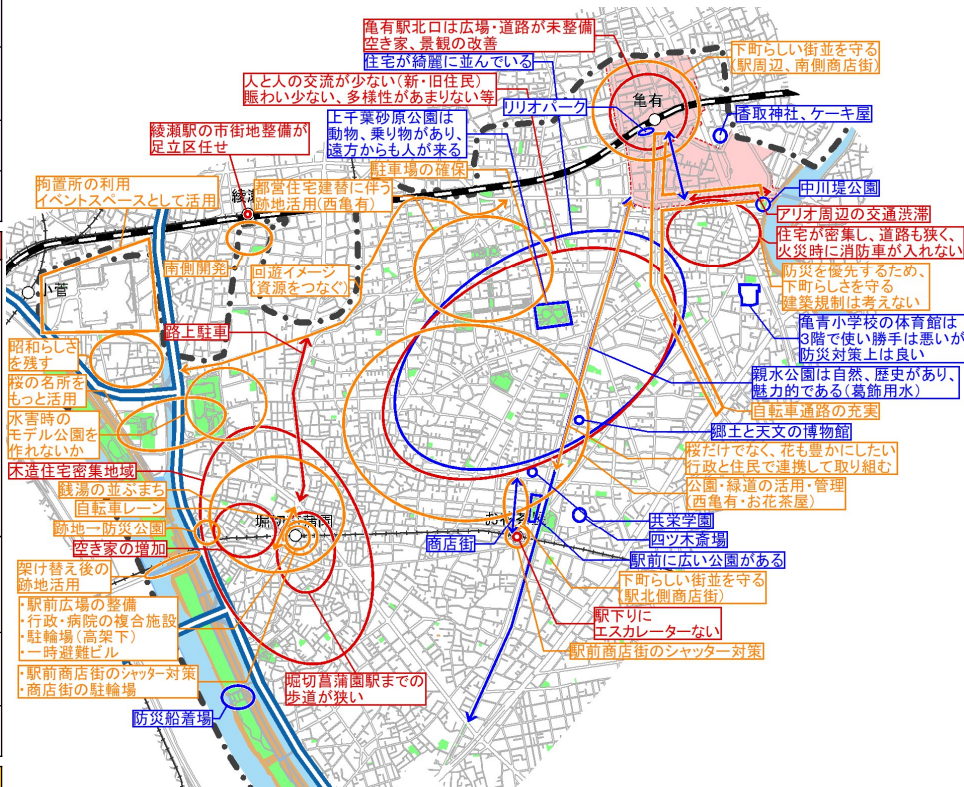 亀有駅北口は広場・道路が未整備
空き家、景観の改善
住宅が綺麗に並んでいる
人と人の交流が少ない(新・旧住民)
賑わい少ない、多様性があまりない等
リリオパーク
亀有
下町らしい街並を守る
(駅周辺、南側商店街)
香取神社、ケーキ屋
上千葉砂原公園は
動物、乗り物があり、
遠方からも人が来る
綾瀬駅の市街地整備が
足立区任せ
駐車場の確保
拘置所の利用
イベントスペースとして活用
都営住宅建替に伴う
跡地活用(西亀有)
中川堤公園
アリオ周辺の交通渋滞
住宅が密集し、道路も狭く、
火災時に消防車が入れない
南側開発
回遊イメージ
(資源をつなぐ)
防災を優先するため、
下町らしさを守る
建築規制は考えない
小菅
路上駐車
亀青小学校の体育館は
3階で使い勝手は悪いが
防災対策上は良い
昭和らしさ
を残す
桜の名所を
もっと活用
親水公園は自然、歴史があり、
魅力的である(葛飾用水)
水害時の
モデル公園を
作れないか
自転車通路の充実
郷土と天文の博物館
桜だけでなく、花も豊かにしたい
行政と住民で連携して取り組む
木造住宅密集地域
銭湯の並ぶまち
自転車レーン
跡地→防災公園
公園・緑道の活用・管理
(西亀有・お花茶屋)
共栄学園
四ツ木斎場
空き家の増加
商店街
駅前に広い公園がある
架け替え後の
跡地活用
下町らしい街並を守る
(駅北側商店街)
・駅前広場の整備
・行政・病院の複合施設
・駐輪場(高架下)
・一時避難ビル
駅下りに
エスカレーターない
駅前商店街のシャッター対策
・駅前商店街のシャッター対策
・商店街の駐輪場
堀切菖蒲園駅までの
歩道が狭い
防災船着場